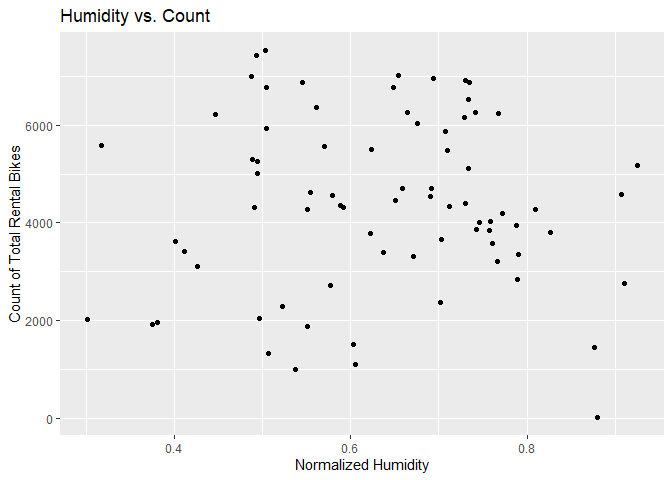 Humidity vs. Count
Count of Total Rental Bikes
6000
4000
2000
0
0.4
0.6
0.8
Normalized Humidity